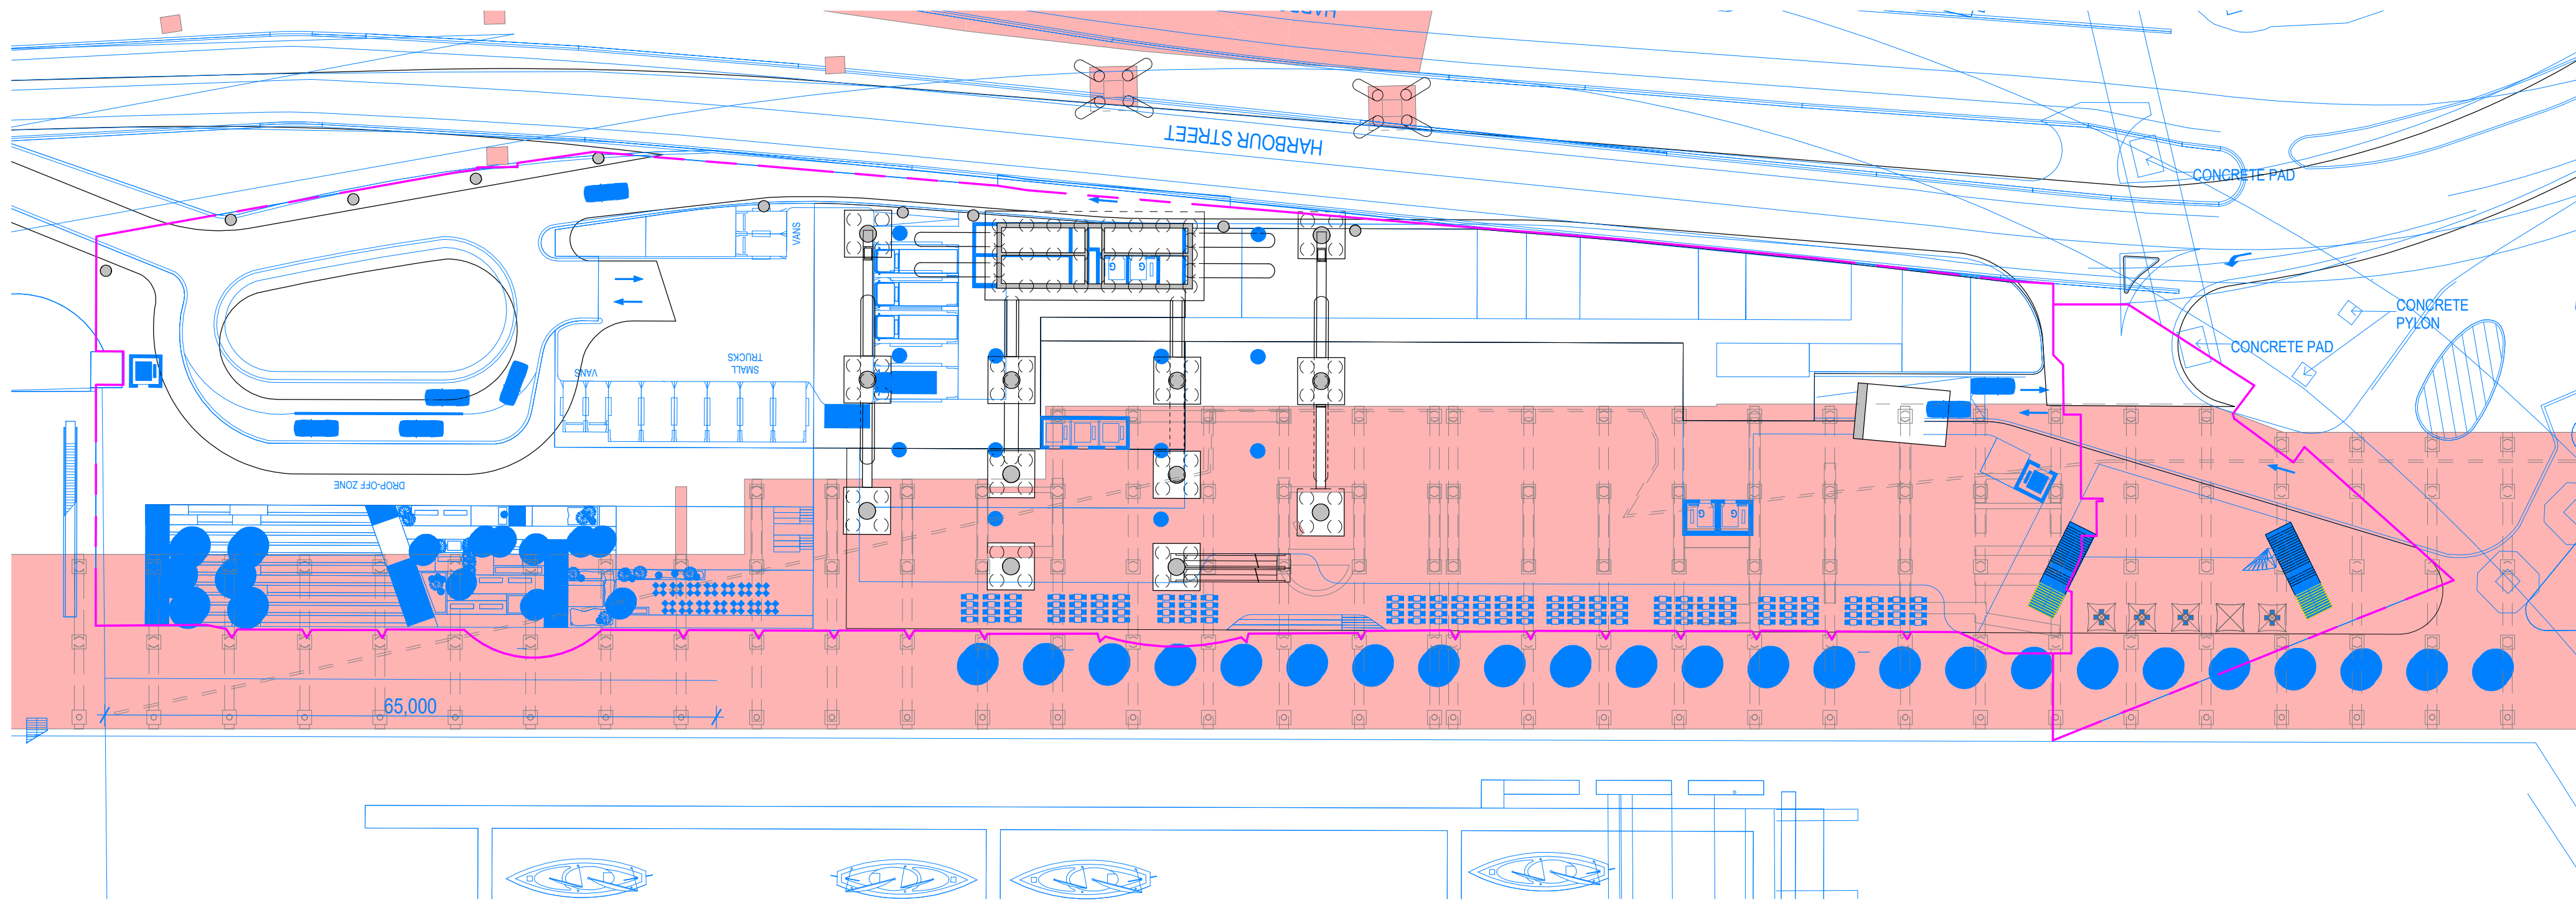 HARBOUR STREET
CONCRETE PAD
VANS
CONCRETE
PYLON
CONCRETE PAD
SMALL
TRUCKS
VANS
G
G
DROP-OFF ZONE
G
G
65,000